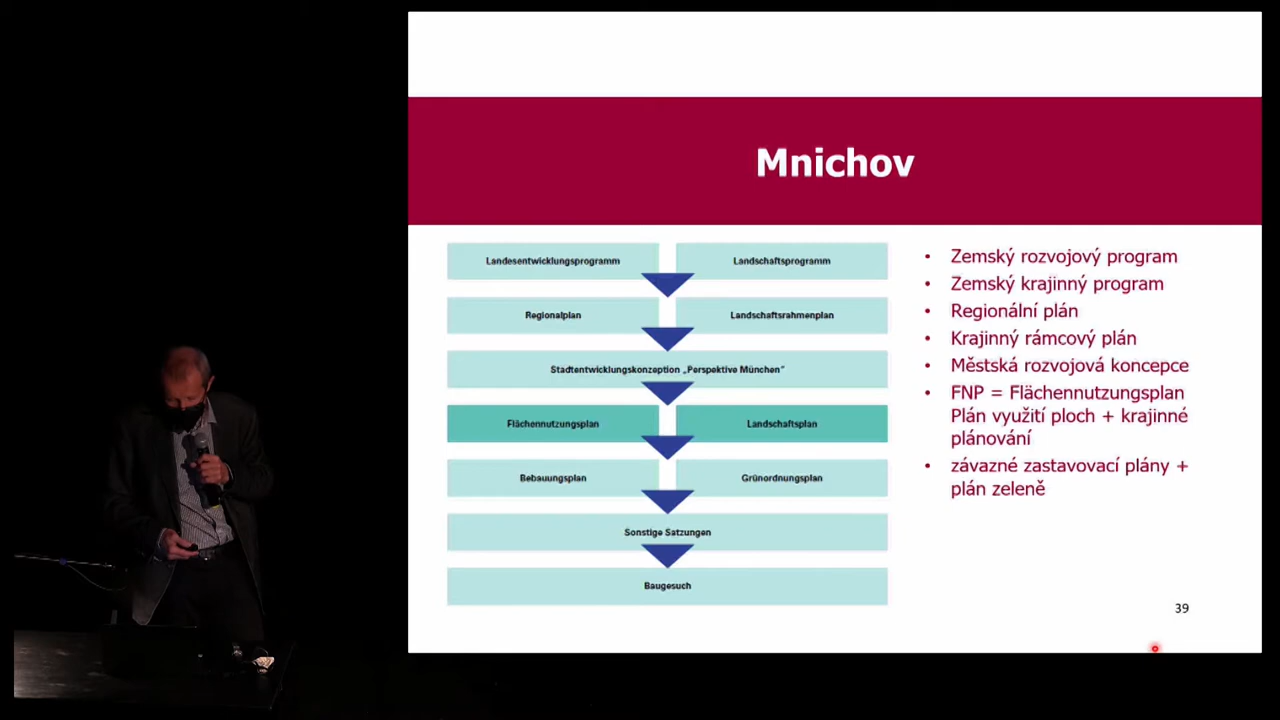 Mnichov
Landesentwicklungsprogramm
Landschaftsprogramm
Regionalplan
Landschaftsrahmenplan
Stadtentwicklungskonzeption „Perspektive München“
Flächennutzungsplan
Landschaftsplan
Bebauungsplan
Grünordnungsplan
Sonstige Satzungen
Baugesuch
• Zemský rozvojový program
• Zemský krajinný program
• Regionální plán
• Krajinný rámcový plán
• Městská rozvojová koncepce
• FNP = Flächennutzungsplan
Plán využití ploch + krajinné
plánování
• závazné zastavovací plány +
plán zeleně
39